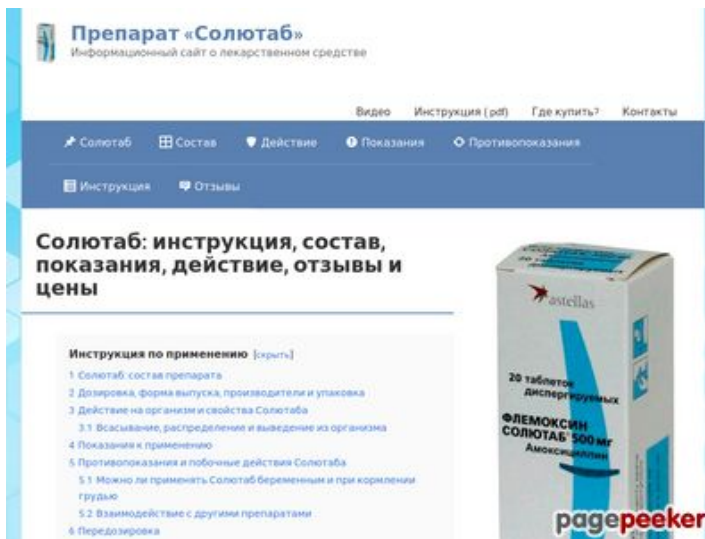 Препарат «Солютаб»
Информационный сайт о лекарственном средстве
Видео Инструкция (pdf) Где купить? Контакты
Солютаб Состав Действие Показания Противопоказания
Инструкция Отзывы
Солютаб: инструкция, состав,
показания, действие, отзывы и
цены
Инструкция по применению [скрыть]
1 Солютаб: состав препарата
2 Дозировка, форма выпуска, производители и упаковка
3 Действие на организм и свойства Солютаба
3.1 Всасывание, распределение и выведение из организма
4 Показания к применению
5 Противопоказания и побочные действия Солютаба
5.1 Можно ли применять Солютаб беременным и при кормлении
грудью
5.2 Взаимодействие с другими препаратами
6 Передозировка
astellas
20 таблеток
диспергируемых
ФЛЕМОКСИН
СОЛЮТАБ® 500 мг
Амоксициллин
pagepeeker